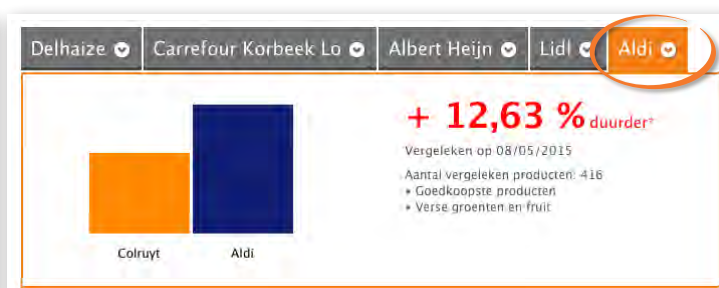 Delhaize
Carrefour Korbeek Lo
Albert Heijn
Lidl
Aldi
+ 12,63 % duurder*
Vergeleken op 08/05/2015
Aantal vergeleken producten: 416
• Goedkoopste producten
• Verse groenten en fruit
Colruyt
Aldi